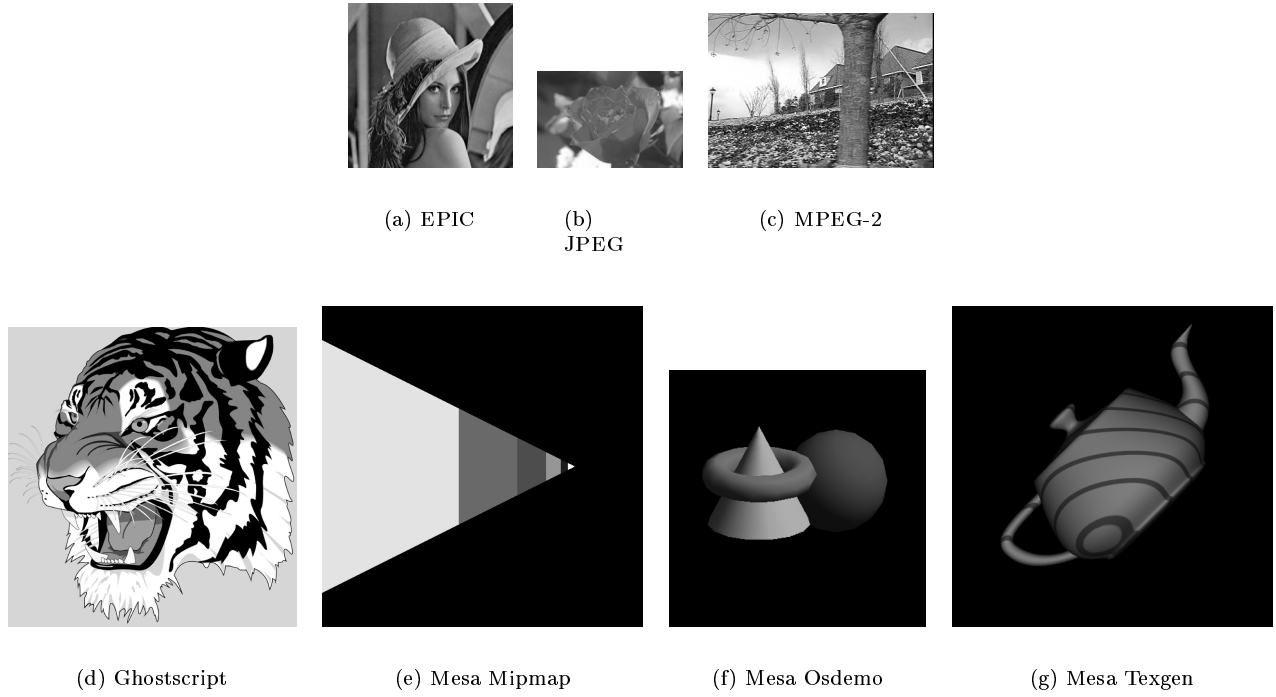 (a) EPIC
(b)
JPEG
(c) MPEG-2
(d) Ghostscript
(e) Mesa Mipmap
(f) Mesa Osdemo
(g) Mesa Texgen